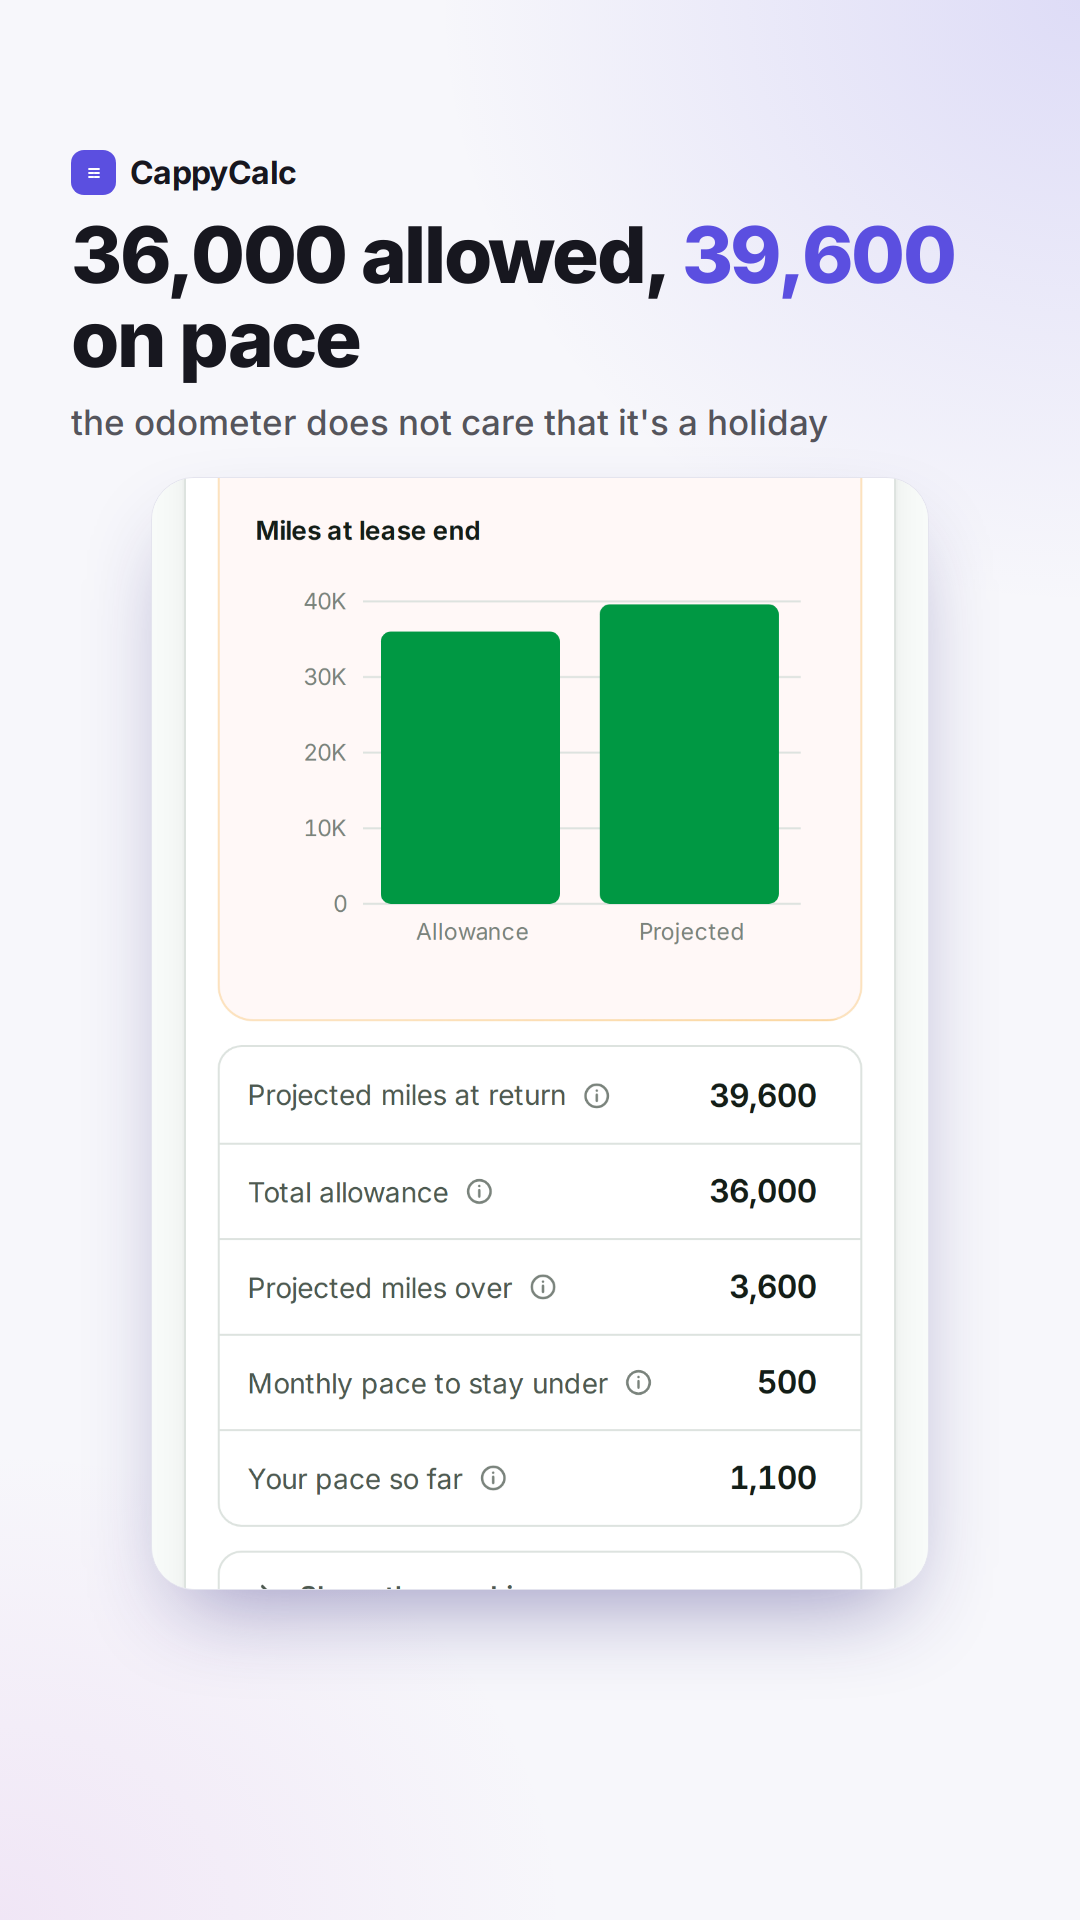 CappyCalc
36,000 allowed, 39,600
on pace
the odometer does not care that it's a holiday
Miles at lease end
40K
30K
20K
10K
0
Allowance
Projected
Projected miles at return 39,600
Total allowance 36,000
Projected miles over 3,600
Monthly pace to stay under 500
Your pace so far 1,100